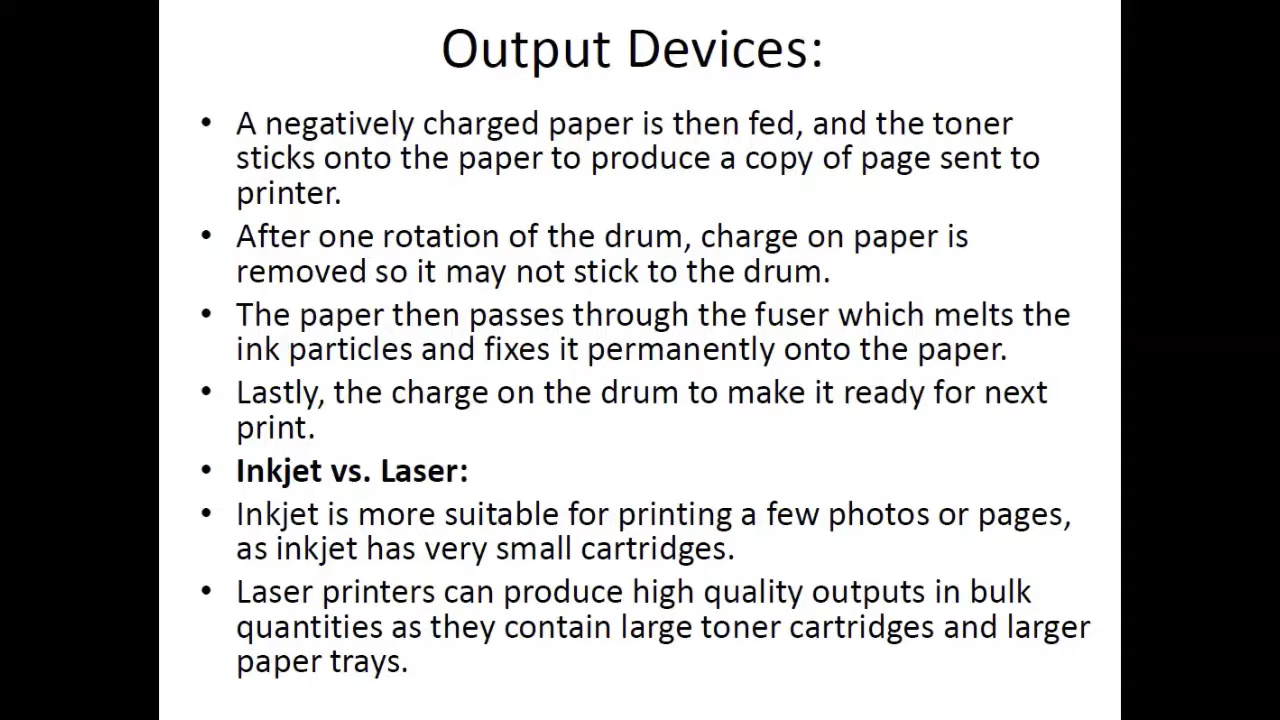 Output Devices:
• A negatively charged paper is then fed, and the toner
sticks onto the paper to produce a copy of page sent to
printer.
• After one rotation of the drum, charge on paper is
removed so it may not stick to the drum.
• The paper then passes through the fuser which melts the
ink particles and fixes it permanently onto the paper.
• Lastly, the charge on the drum to make it ready for next
print.
• Inkjet vs. Laser:
• Inkjet is more suitable for printing a few photos or pages,
as inkjet has very small cartridges.
• Laser printers can produce high quality outputs in bulk
quantities as they contain large toner cartridges and larger
paper trays.